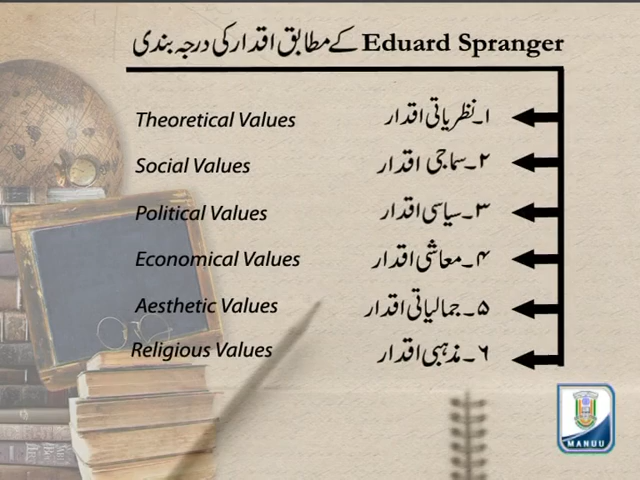 Eduard Spranger کے مطابق اقدار کی درجہ بندی
۱۔ نظریاتی اقدار Theoretical Values
۲۔ سماجی اقدار Social Values
۳۔ سیاسی اقدار Political Values
۴۔ معاشی اقدار Economical Values
۵۔ جمالیاتی اقدار Aesthetic Values
۶۔ مذہبی اقدار Religious Values
MANUU